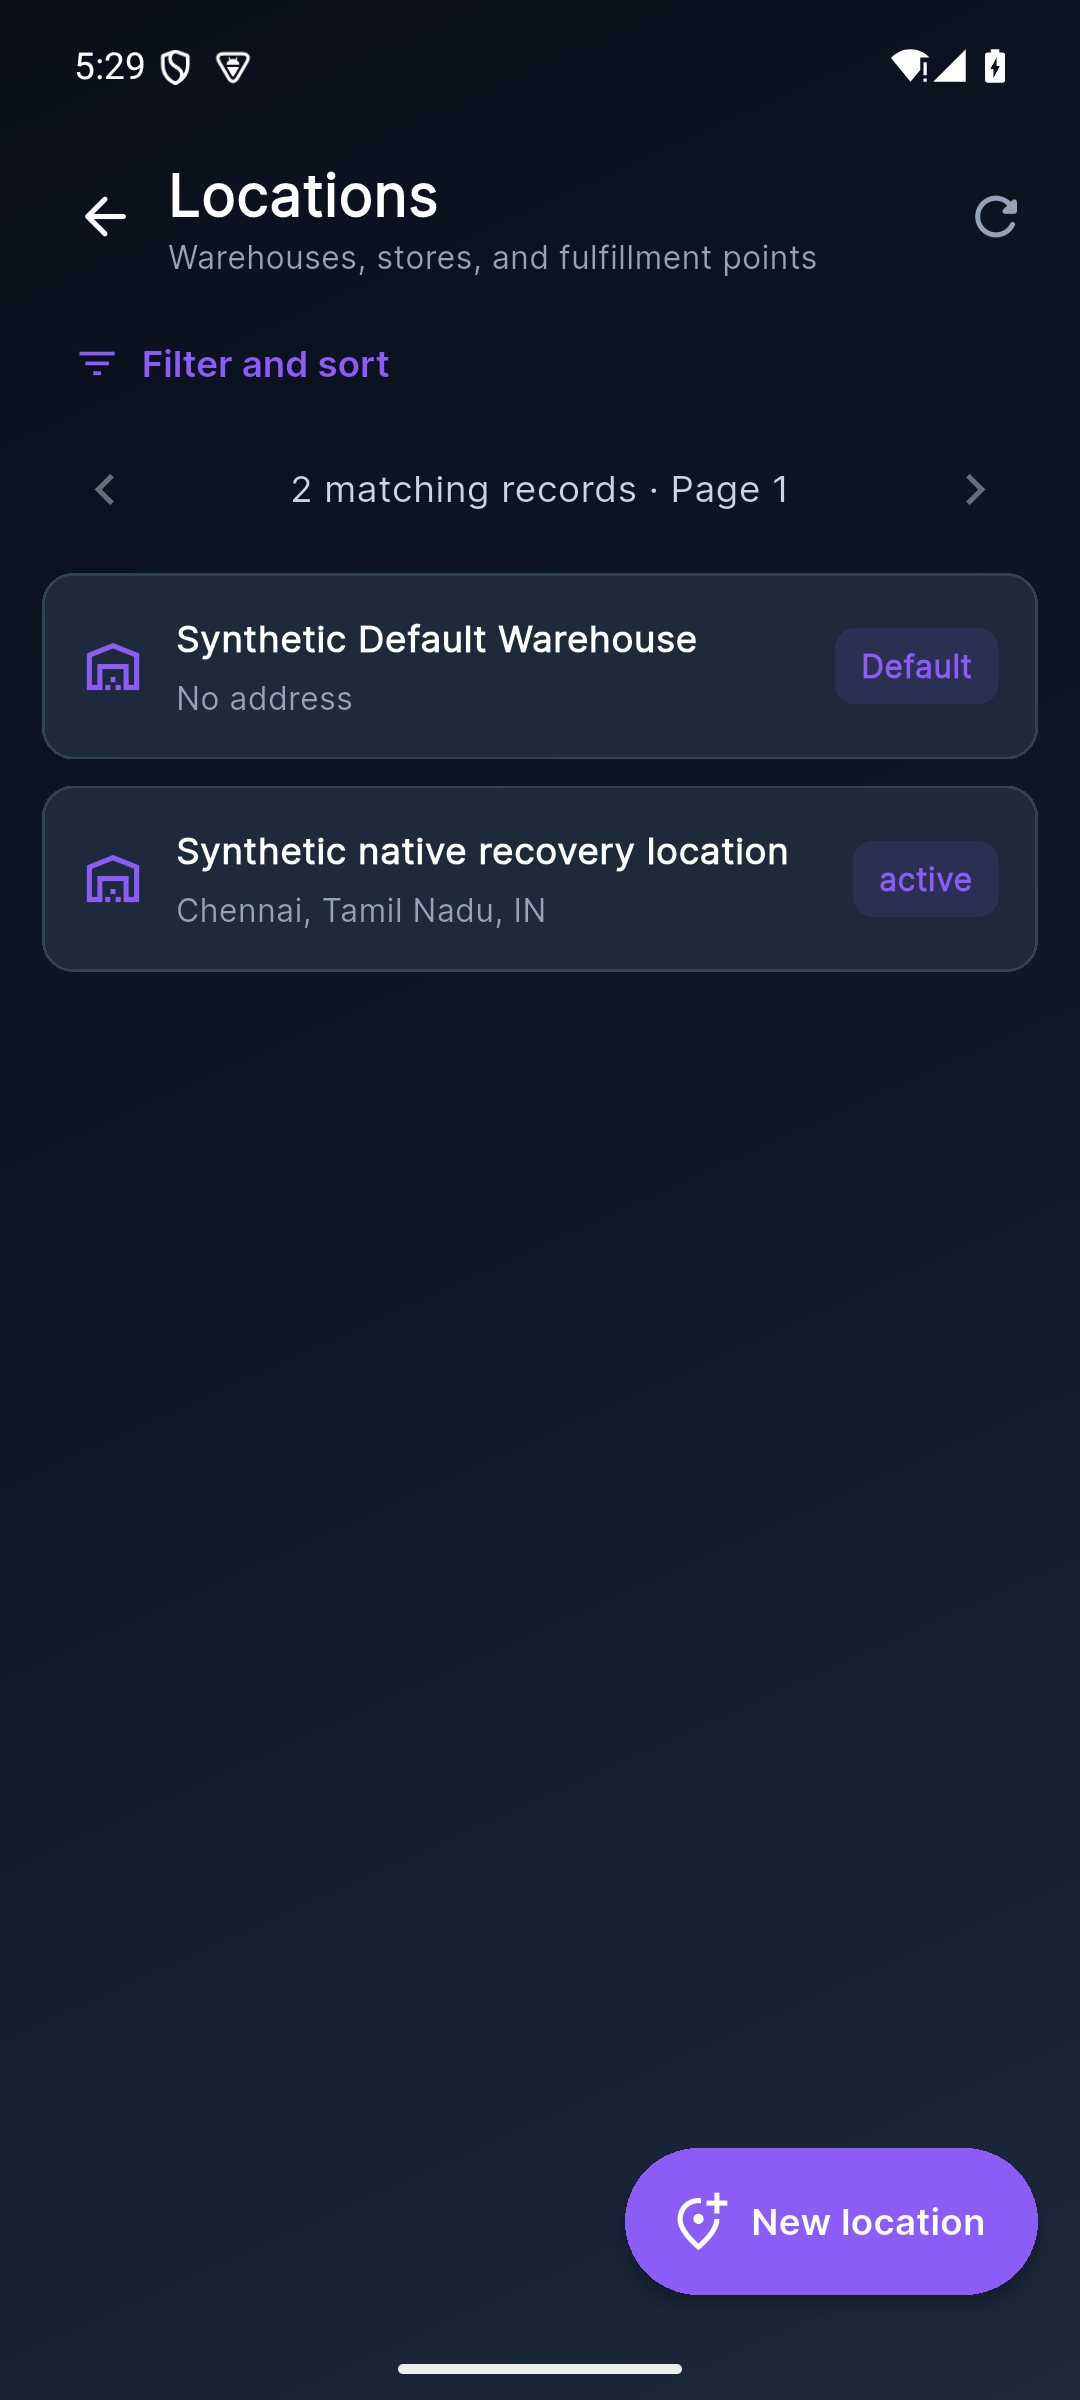 5:29
Locations
Warehouses, stores, and fulfillment points
Filter and sort
2 matching records · Page 1
Synthetic Default Warehouse
No address
Default
Synthetic native recovery location
Chennai, Tamil Nadu, IN
active
New location